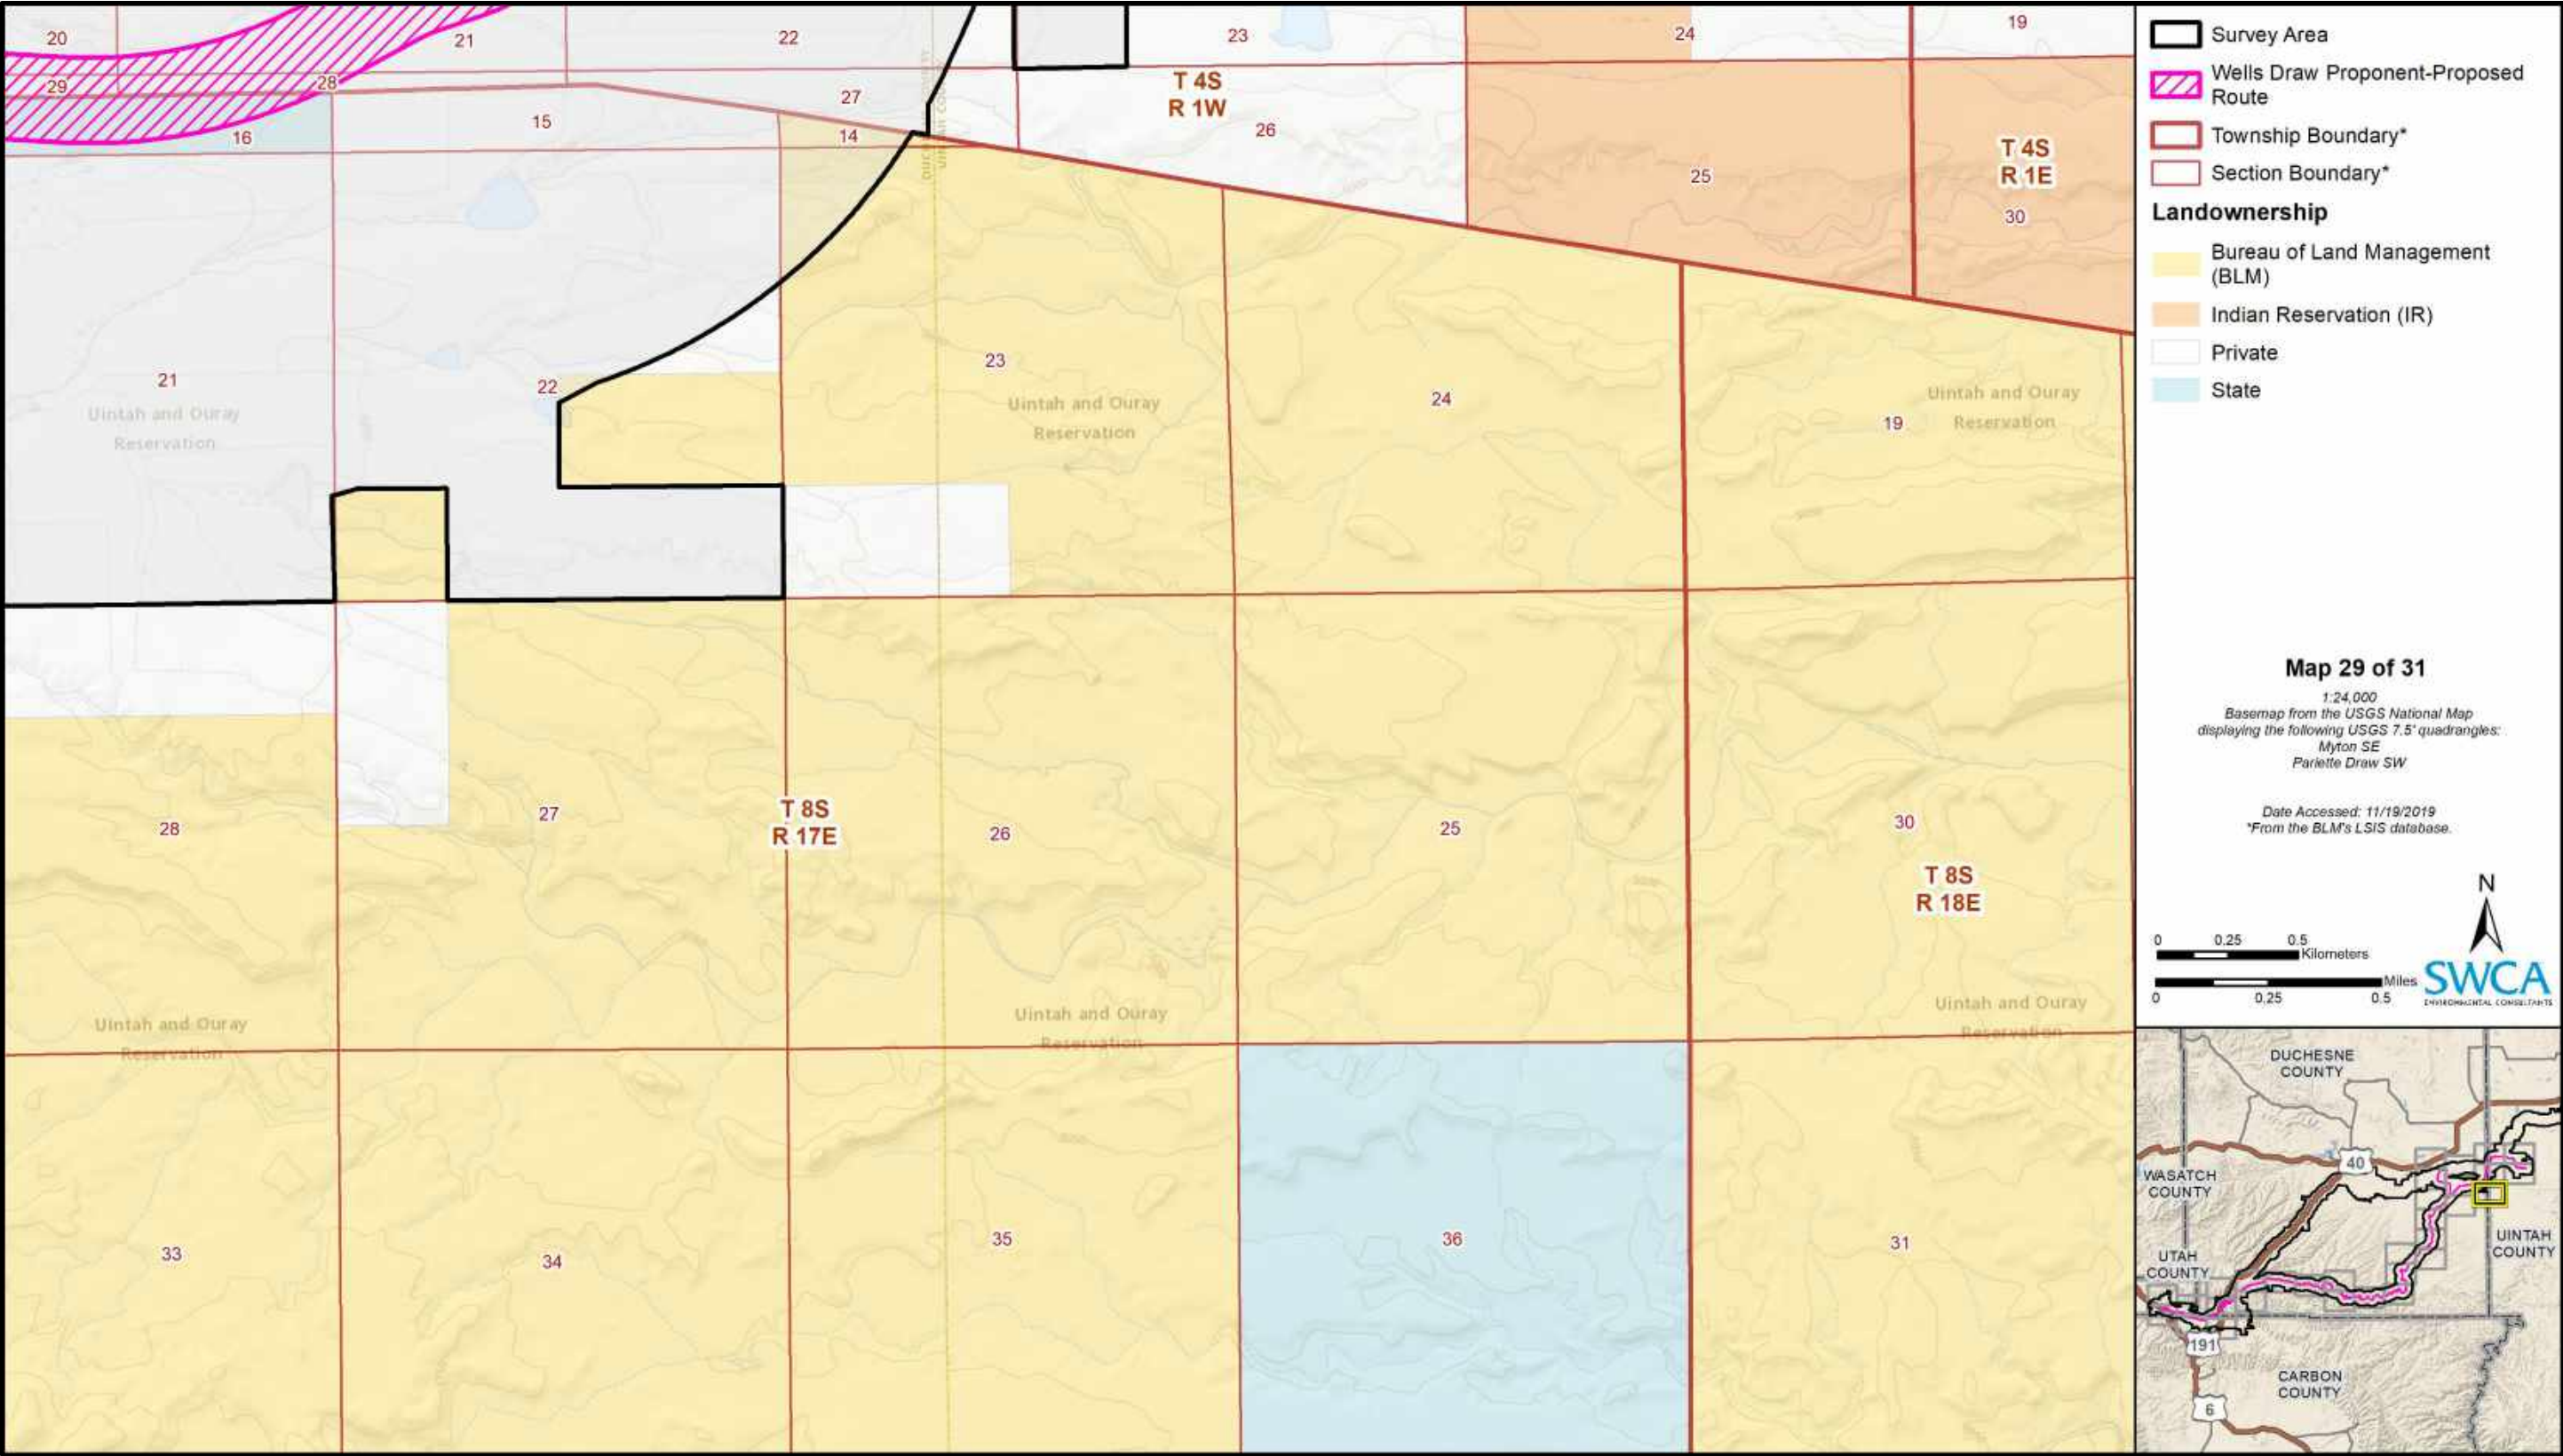 20
21
22
23
24
19
29
28
27
T 4S
R 1W
26
16
15
14
25
T 4S
R 1E
30
21
Uintah and Ouray
Reservation
22
23
Uintah and Ouray
Reservation
24
19
Uintah and Ouray
Reservation
28
27
T 8S
R 17E
26
25
30
T 8S
R 18E
Uintah and Ouray
Reservation
Uintah and Ouray
Reservation
Uintah and Ouray
Reservation
33
34
35
36
31
Survey Area
Wells Draw Proponent-Proposed
Route
Township Boundary*
Section Boundary*
Landownership
Bureau of Land Management
(BLM)
Indian Reservation (IR)
Private
State
Map 29 of 31
1:24,000
Basemap from the USGS National Map
displaying the following USGS 7.5' quadrangles:
Myton SE
Pariette Draw SW
Date Accessed: 11/19/2019
*From the BLM's LSIS database.
N
0 0.25 0.5
Kilometers
Miles
0 0.25 0.5
SWCA
ENVIRONMENTAL CONSULTANTS
DUCHESNE
COUNTY
40
WASATCH
COUNTY
UINTAH
COUNTY
UTAH
COUNTY
191
CARBON
COUNTY
6